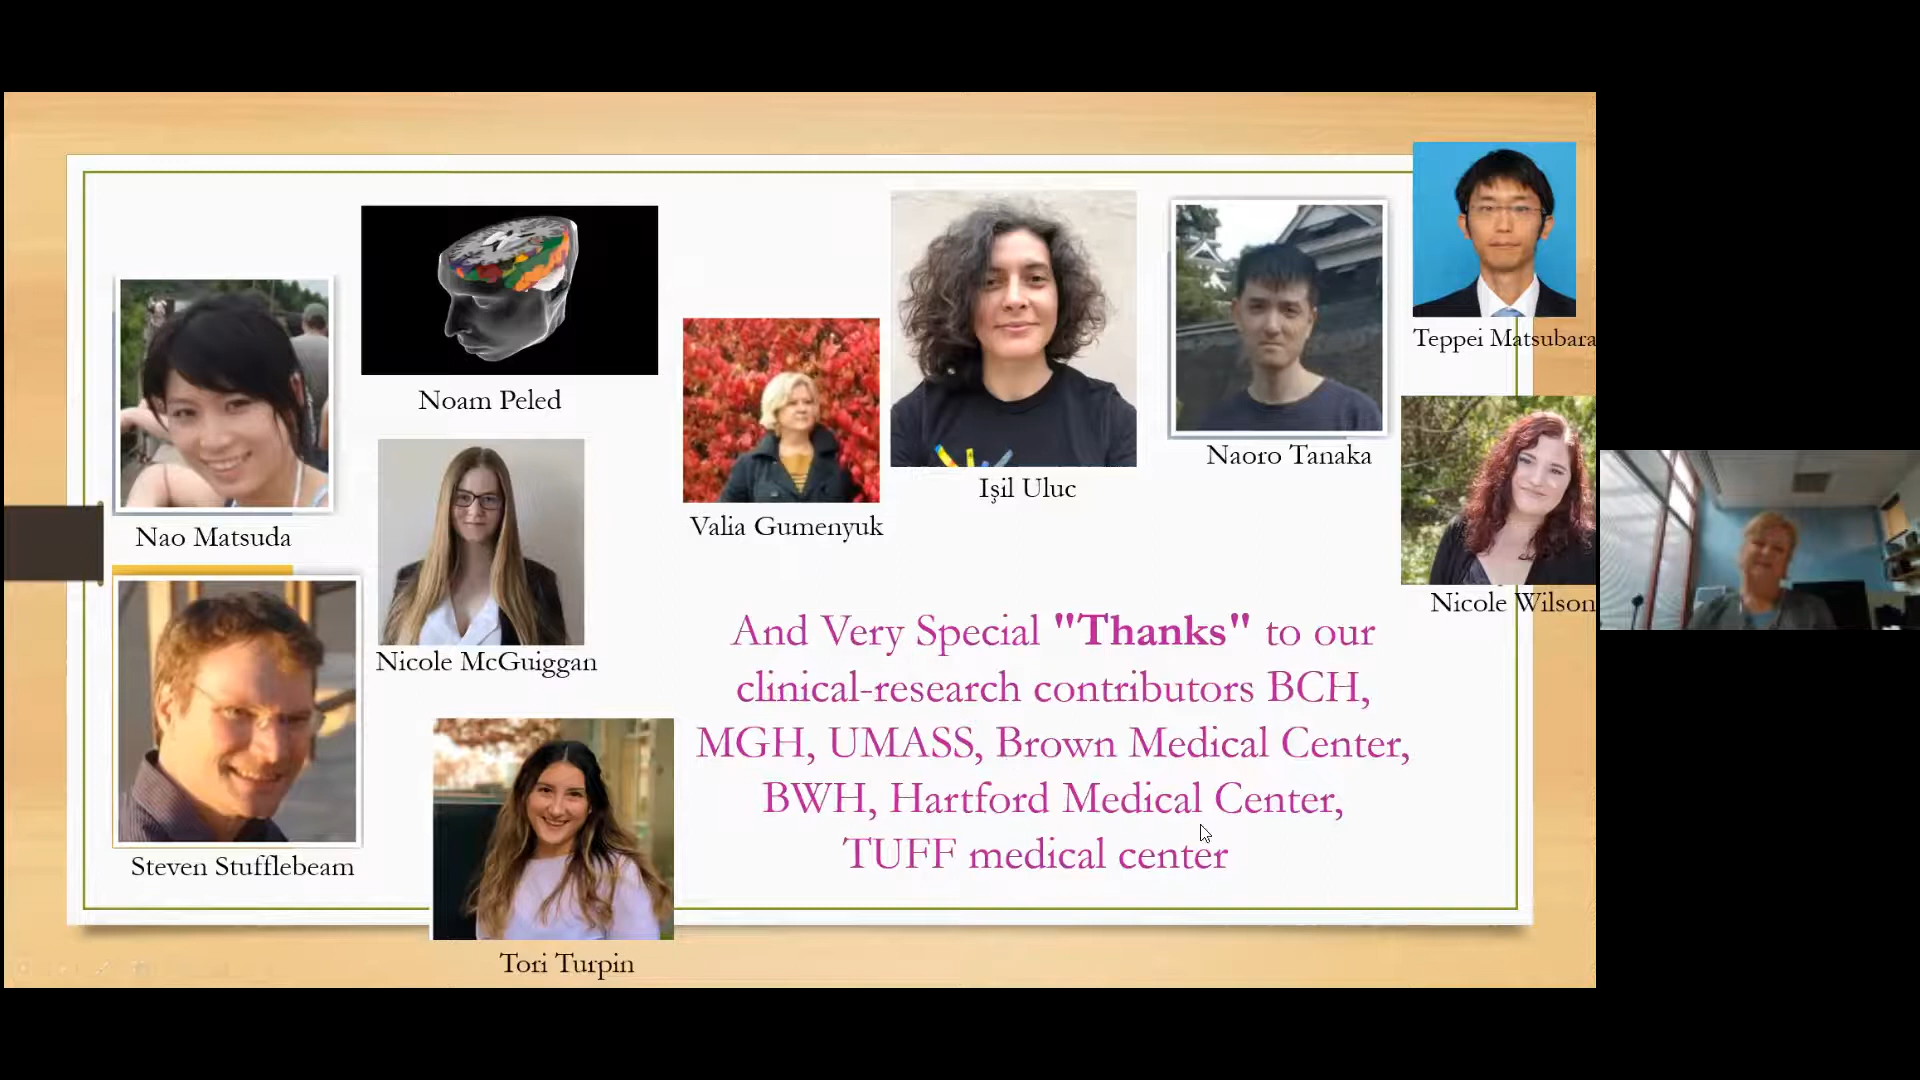 Teppei Matsubara
Noam Peled
Naoro Tanaka
Işil Uluc
Valia Gumenyuk
Nao Matsuda
Nicole Wilson
Nicole McGuiggan
Steven Stufflebeam
Tori Turpin
And Very Special "Thanks" to our
clinical-research contributors BCH,
MGH, UMASS, Brown Medical Center,
BWH, Hartford Medical Center,
TUFF medical center